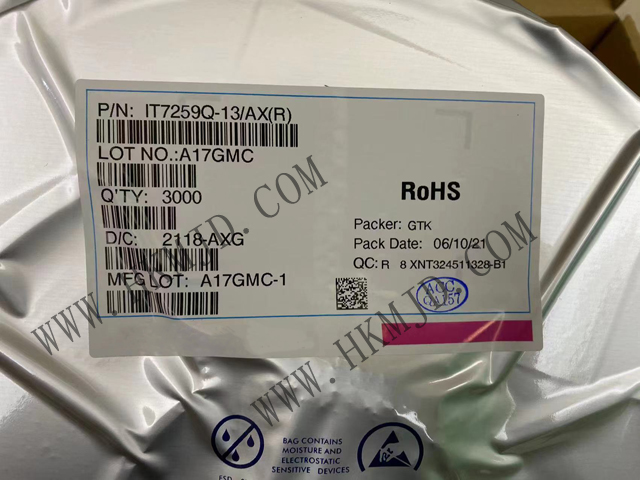 P/N: IT7259Q-13/AX(R)
LOT NO.:A17GMC
Q'TY: 3000
D/C: 2118-AXG
MFG LOT: A17GMC-1
RoHS
Packer: GTK
Pack Date: 06/10/21
QC: R 8 XNT324511328-B1
ACC.
WWW.HKMJD.COM
WWW.HKMJD.COM
BAG CONTAINS
MOISTURE AND
ELECTROSTATIC
SENSITIVE DEVICES